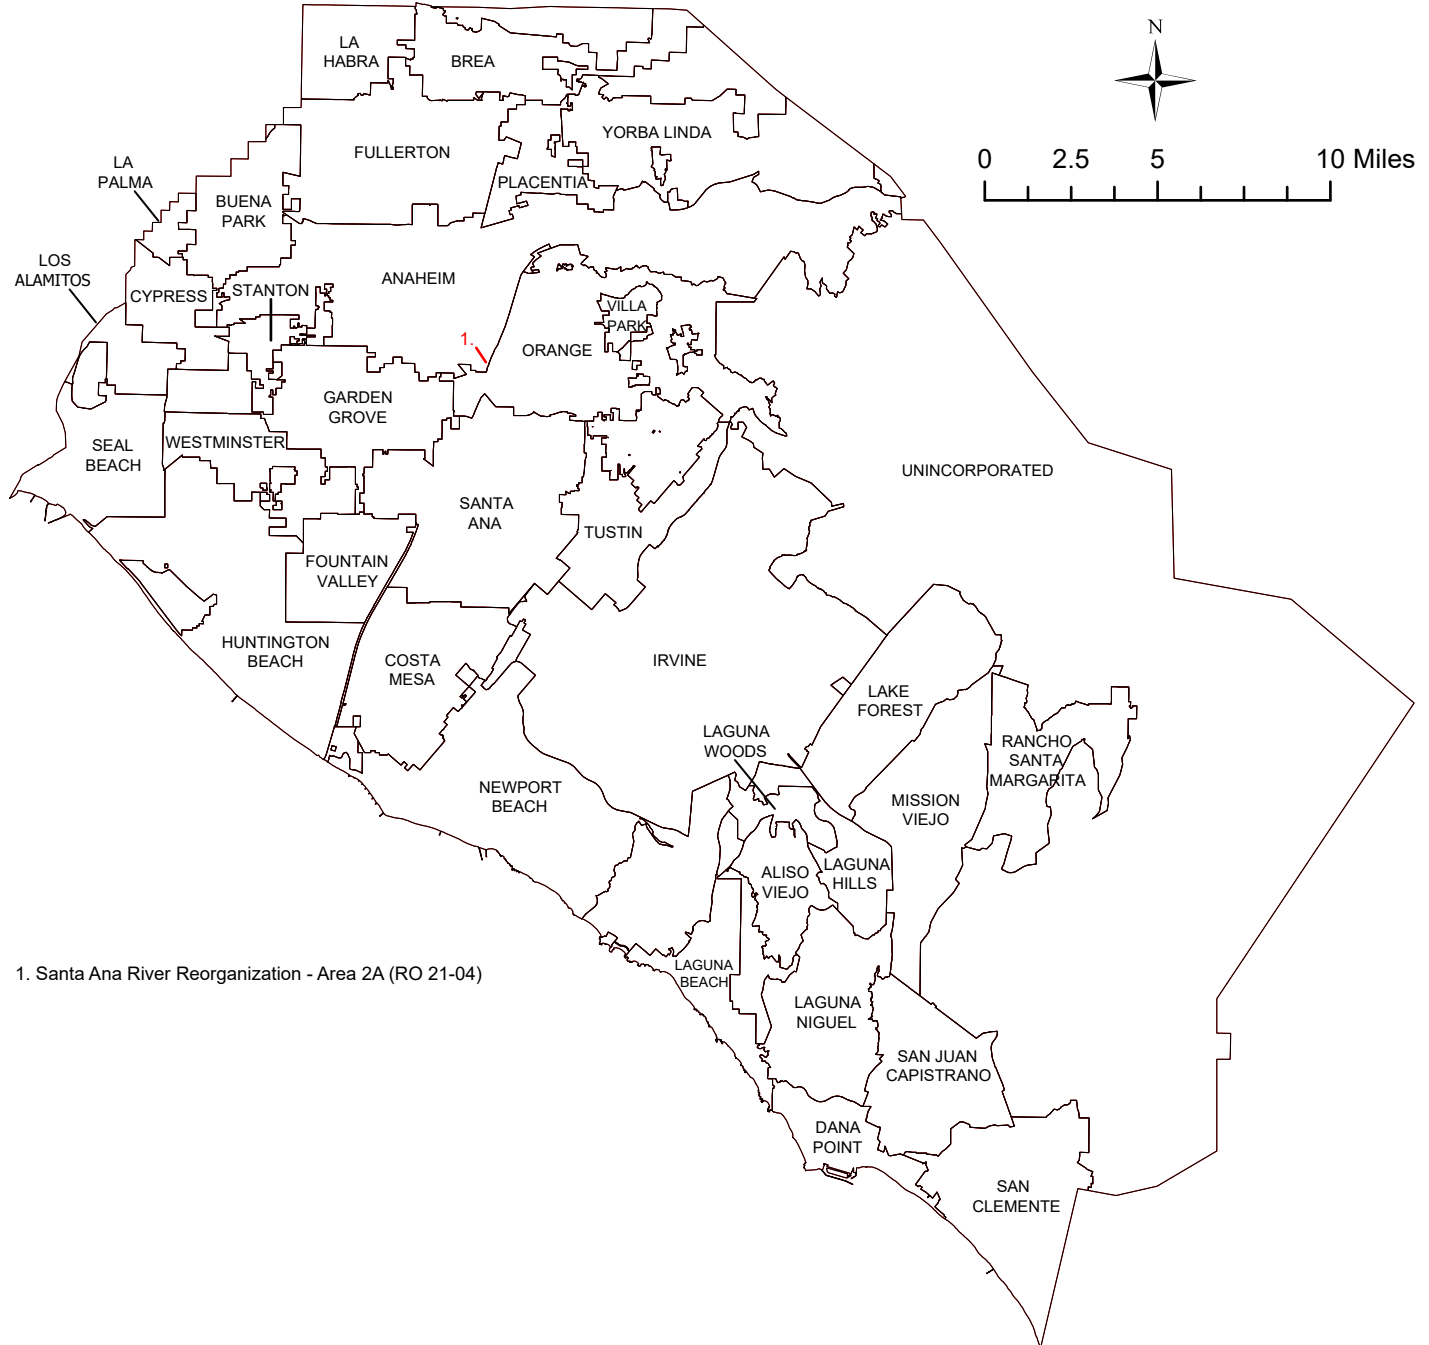 N
0 2.5 5 10 Miles
LA
HABRA
BREA
YORBA LINDA
FULLERTON
LA
PALMA
PLACENTIA
BUENA
PARK
LOS
ALAMITOS
CYPRESS
STANTON
ANAHEIM
VILLA
PARK
1.
ORANGE
GARDEN
GROVE
SEAL
BEACH
WESTMINSTER
UNINCORPORATED
SANTA
ANA
TUSTIN
FOUNTAIN
VALLEY
HUNTINGTON
BEACH
COSTA
MESA
IRVINE
LAKE
FOREST
LAGUNA
WOODS
RANCHO
SANTA
MARGARITA
NEWPORT
BEACH
MISSION
VIEJO
ALISO
VIEJO
LAGUNA
HILLS
1. Santa Ana River Reorganization - Area 2A (RO 21-04)
LAGUNA
BEACH
LAGUNA
NIGUEL
SAN JUAN
CAPISTRANO
DANA
POINT
SAN
CLEMENTE